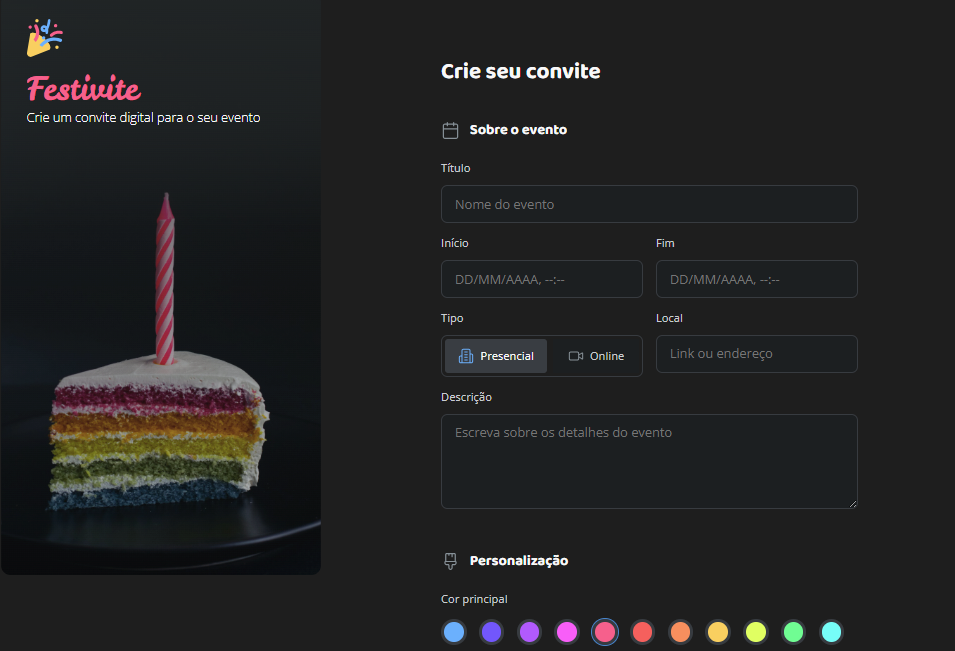 Festivite
Crie um convite digital para o seu evento
Crie seu convite
Sobre o evento
Título
Nome do evento
Início
Fim
DD/MM/AAAA, --:--
DD/MM/AAAA, --:--
Tipo
Local
Presencial
Online
Link ou endereço
Descrição
Escreva sobre os detalhes do evento
Personalização
Cor principal